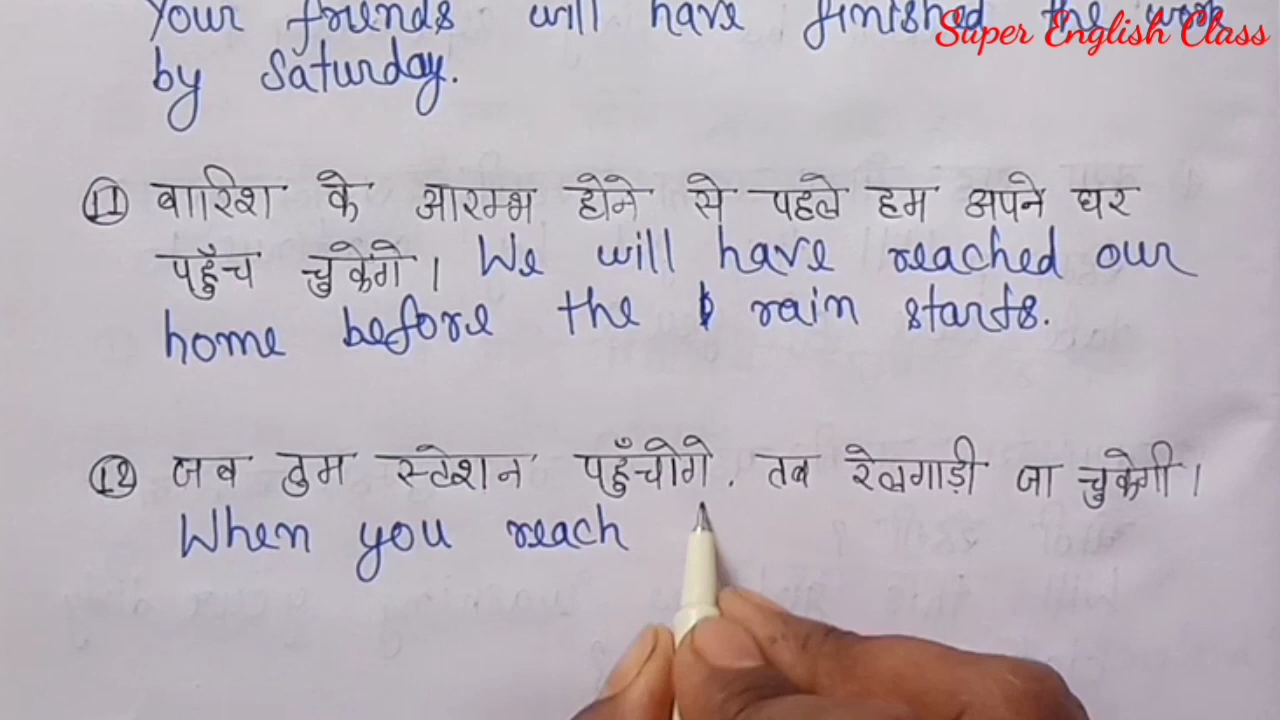 Your friends will have finished the work
Super English Class
by Saturday.
11 बारिश के आरम्भ होने से पहले हम अपने घर
पहुँच चुकेंगे। We will have reached our
home before the rain starts.
12 जब तुम स्टेशन पहुँचोगे, तब रेलगाड़ी जा चुकेगी।
When you reach